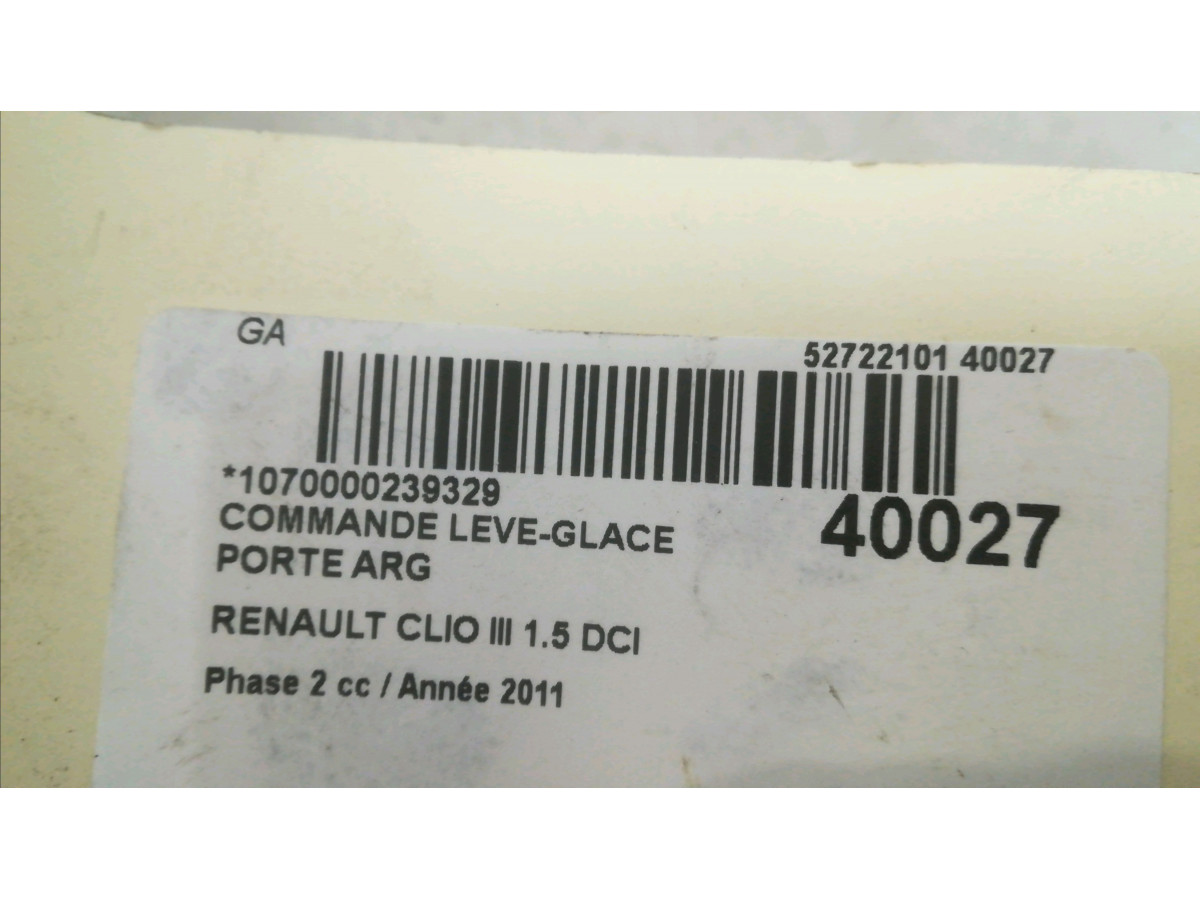 GA
52722101 40027
*1070000239329
40027
COMMANDE LEVE-GLACE
PORTE ARG
RENAULT CLIO III 1.5 DCI
Phase 2 cc / Année 2011